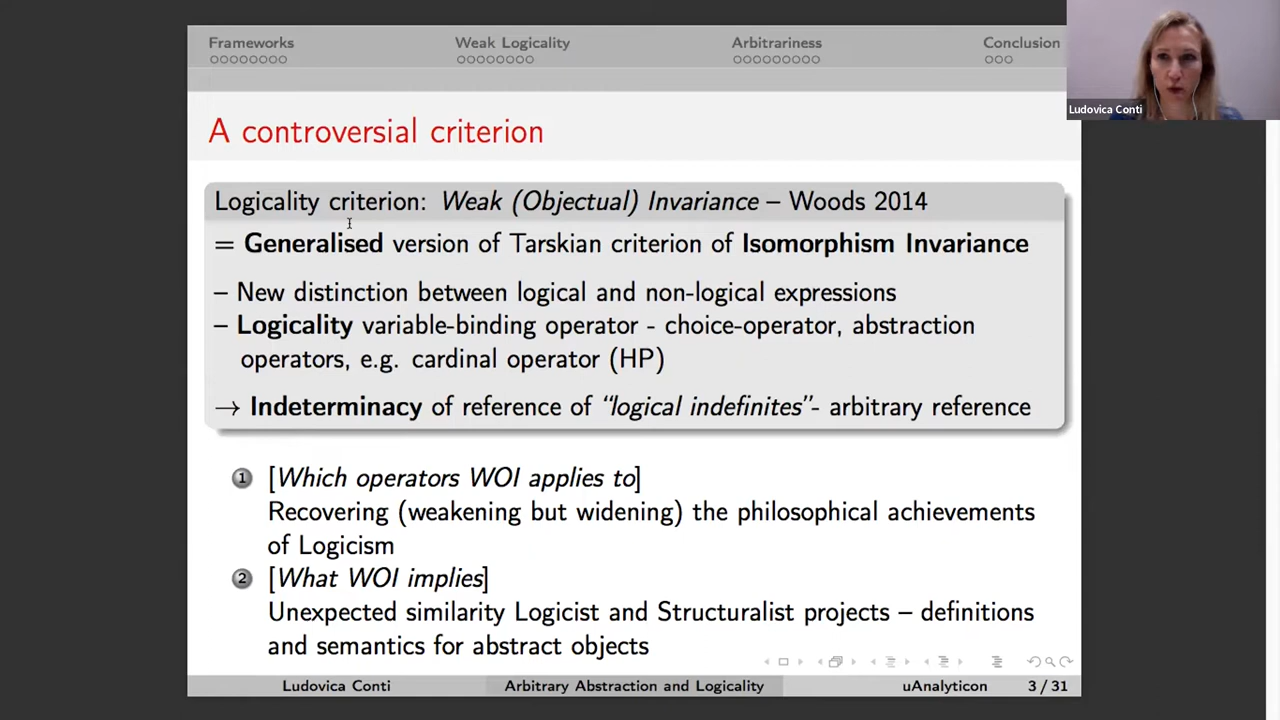 Frameworks Weak Logicality Arbitrariness Conclusion
Ludovica Conti
A controversial criterion
Logicality criterion: Weak (Objectual) Invariance – Woods 2014
= Generalised version of Tarskian criterion of Isomorphism Invariance
– New distinction between logical and non-logical expressions
– Logicality variable-binding operator - choice-operator, abstraction
operators, e.g. cardinal operator (HP)
→ Indeterminacy of reference of “logical indefinites”- arbitrary reference
1 [Which operators WOI applies to]
Recovering (weakening but widening) the philosophical achievements
of Logicism
2 [What WOI implies]
Unexpected similarity Logicist and Structuralist projects – definitions
and semantics for abstract objects
Ludovica Conti Arbitrary Abstraction and Logicality uAnalyticon 3 / 31